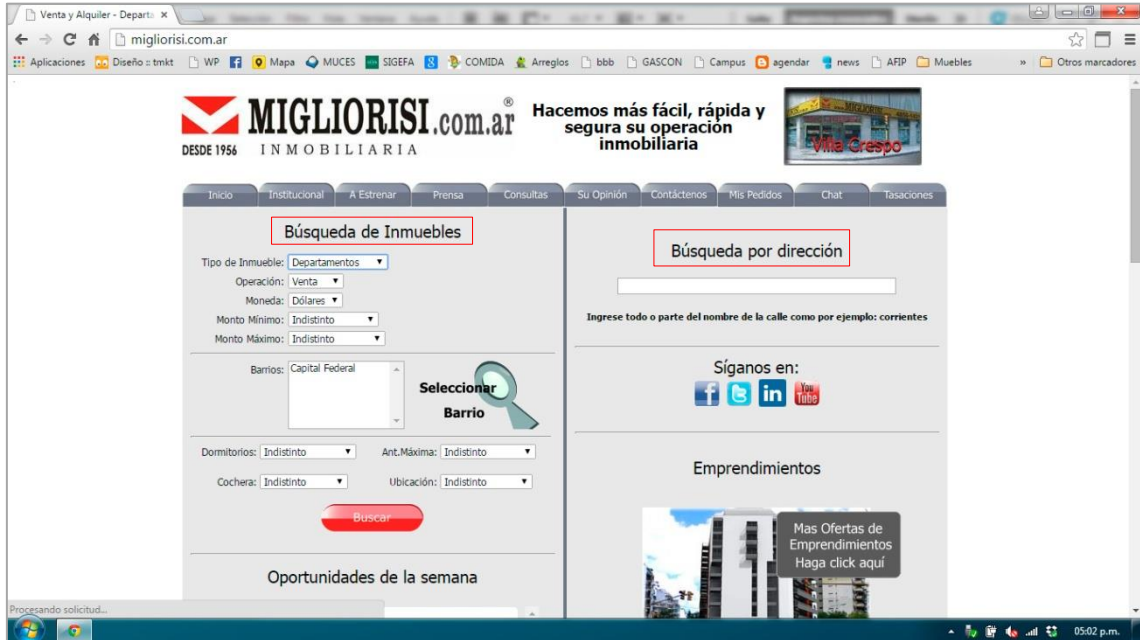 Venta y Alquiler - Departa
migliorisi.com.ar
Aplicaciones Diseño :: tmkt WP Mapa MUCES SIGEFA COMIDA Arreglos bbb GASCON Campus agendar news AFIP Muebles » Otros marcadores
MIGLIORISI.com.ar®
DESDE 1956 INMOBILIARIA
Hacemos más fácil, rápida y
segura su operación
inmobiliaria
MIGLIORISI
Villa Crespo
Inicio Institucional A Estrenar Prensa Consultas Su Opinión Contáctenos Mis Pedidos Chat Tasaciones
Búsqueda de Inmuebles
Tipo de Inmueble: Departamentos
Operación: Venta
Moneda: Dólares
Monto Mínimo: Indistinto
Monto Máximo: Indistinto
Barrios: Capital Federal
Seleccionar
Barrio
Dormitorios: Indistinto Ant.Máxima: Indistinto
Cochera: Indistinto Ubicación: Indistinto
Buscar
Oportunidades de la semana
Búsqueda por dirección
Ingrese todo o parte del nombre de la calle como por ejemplo: corrientes
Síganos en:
f in You Tube
Emprendimientos
Mas Ofertas de
Emprendimientos
Haga click aquí
Procesando solicitud...
05:02 p.m.